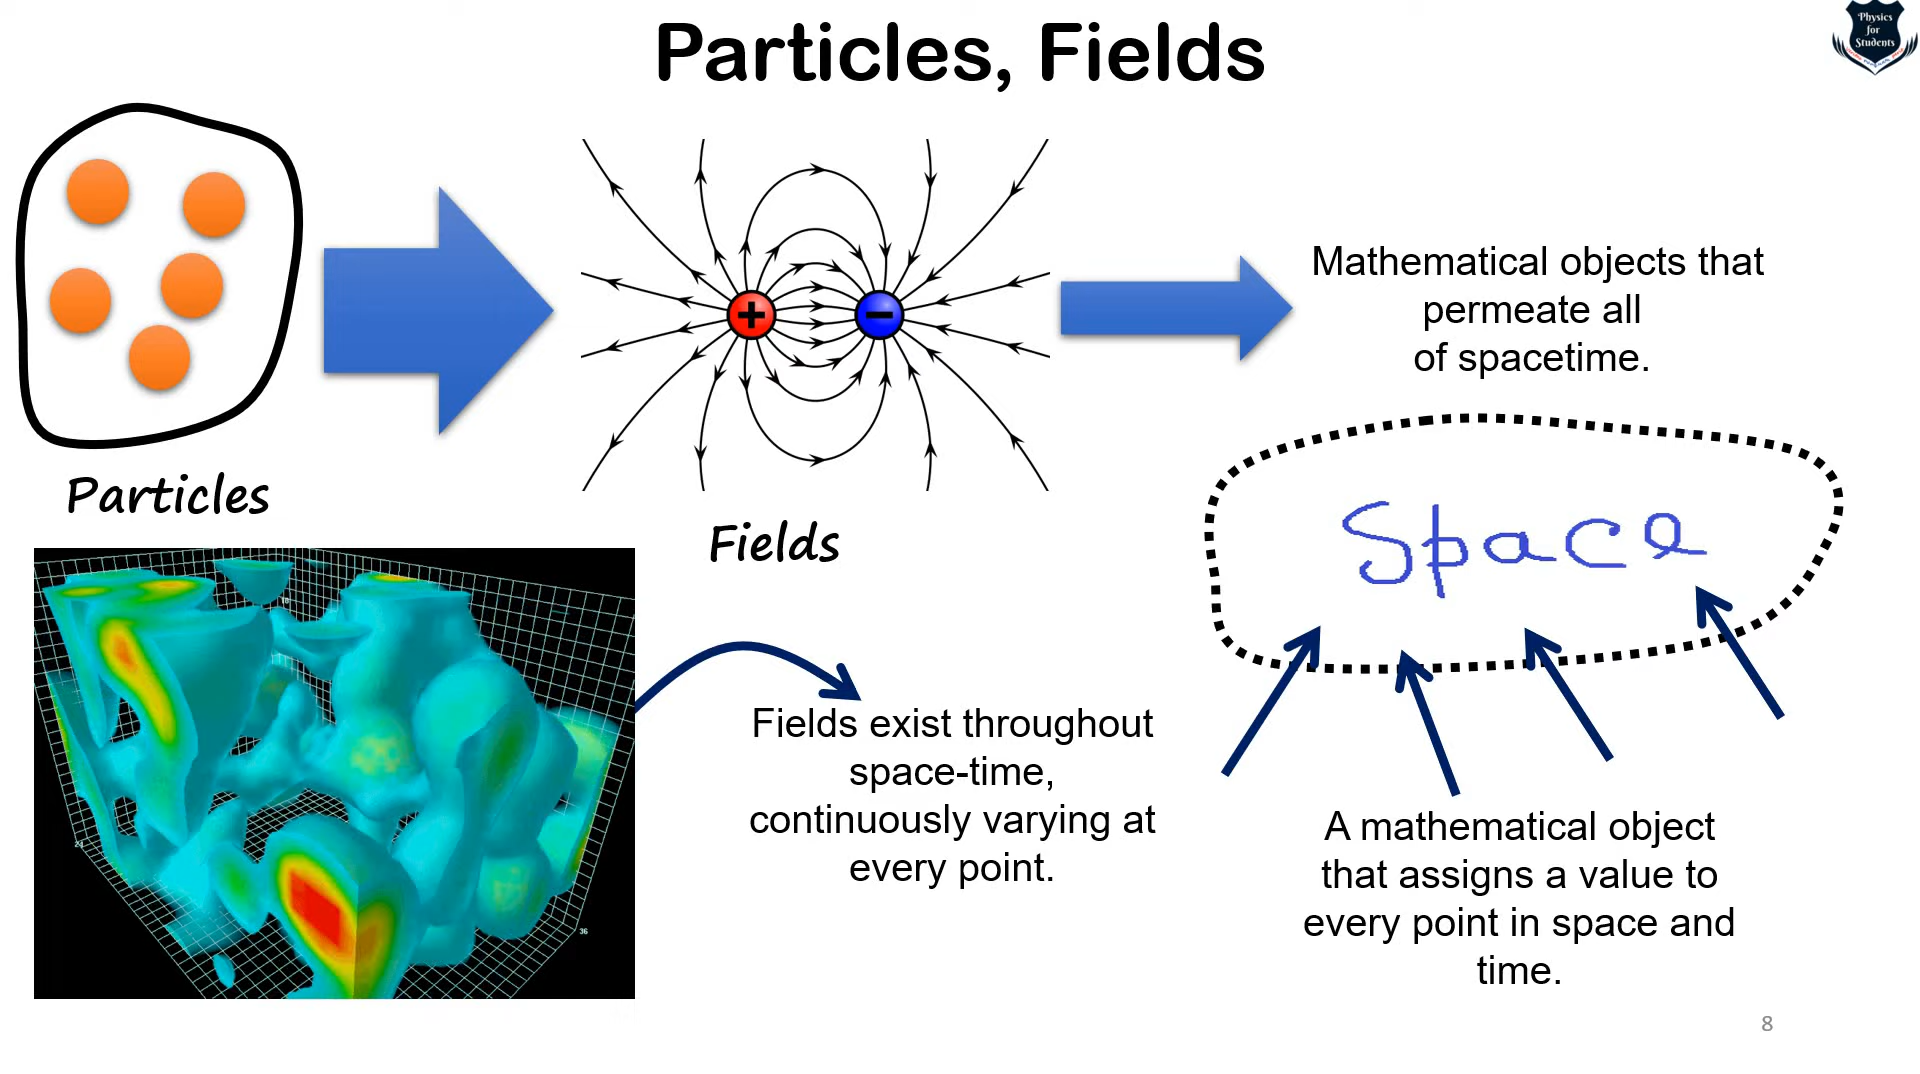 Particles, Fields
Physics
for
Students
+
−
Mathematical objects that
permeate all
of spacetime.
Particles
Fields
Space
Fields exist throughout
space-time,
continuously varying at
every point.
A mathematical object
that assigns a value to
every point in space and
time.
24
36
8